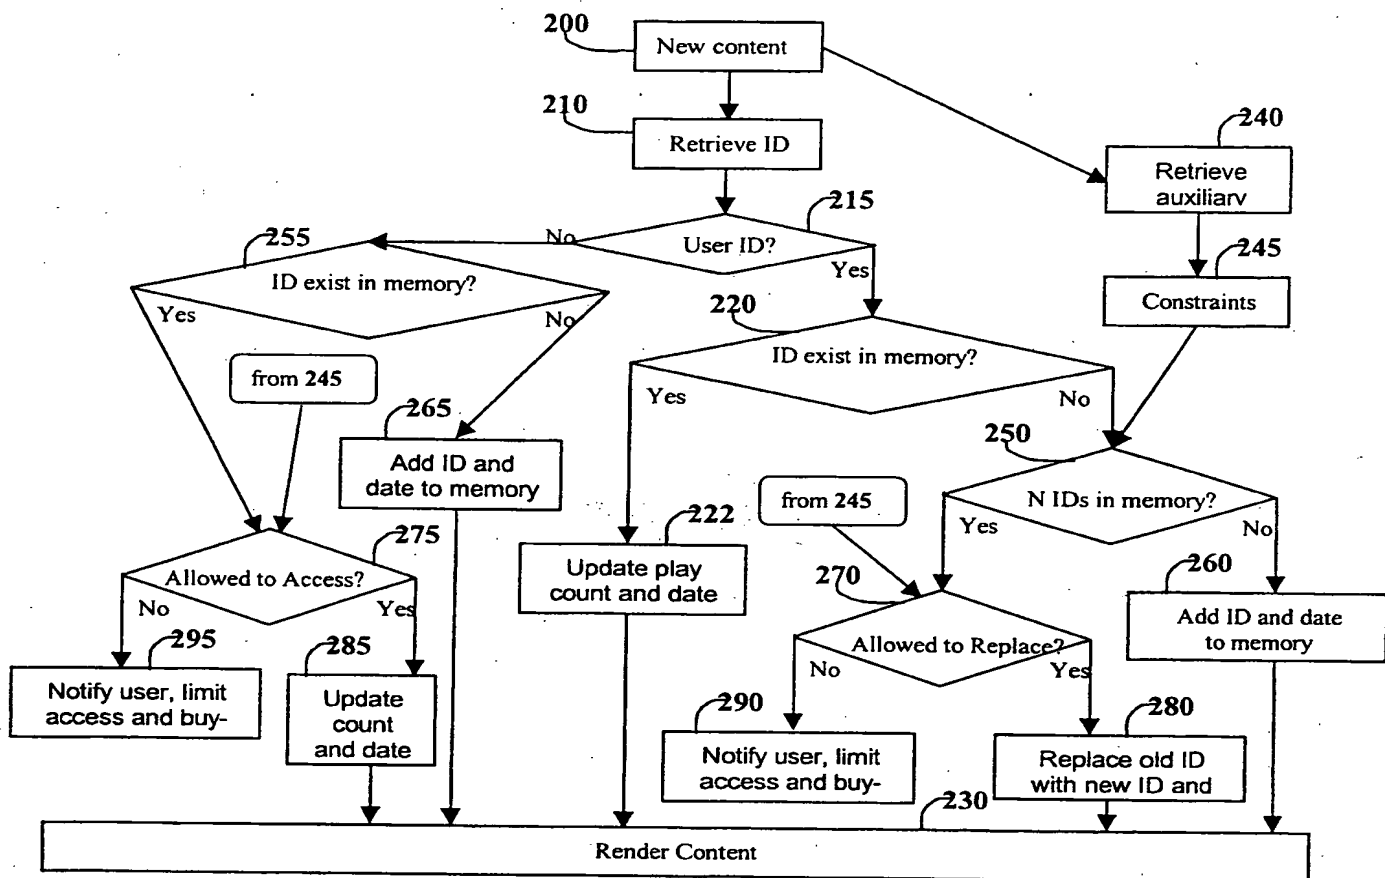 200
New content
210
Retrieve ID
240
Retrieve
auxiliary
215
User ID?
No
Yes
255
ID exist in memory?
Yes
No
245
Constraints
220
ID exist in memory?
Yes
No
from 245
265
Add ID and
date to memory
250
N IDs in memory?
Yes
No
from 245
275
Allowed to Access?
No
Yes
222
Update play
count and date
270
Allowed to Replace?
No
Yes
260
Add ID and date
to memory
295
Notify user, limit
access and buy-
285
Update
count
and date
290
Notify user, limit
access and buy-
280
Replace old ID
with new ID and
230
Render Content